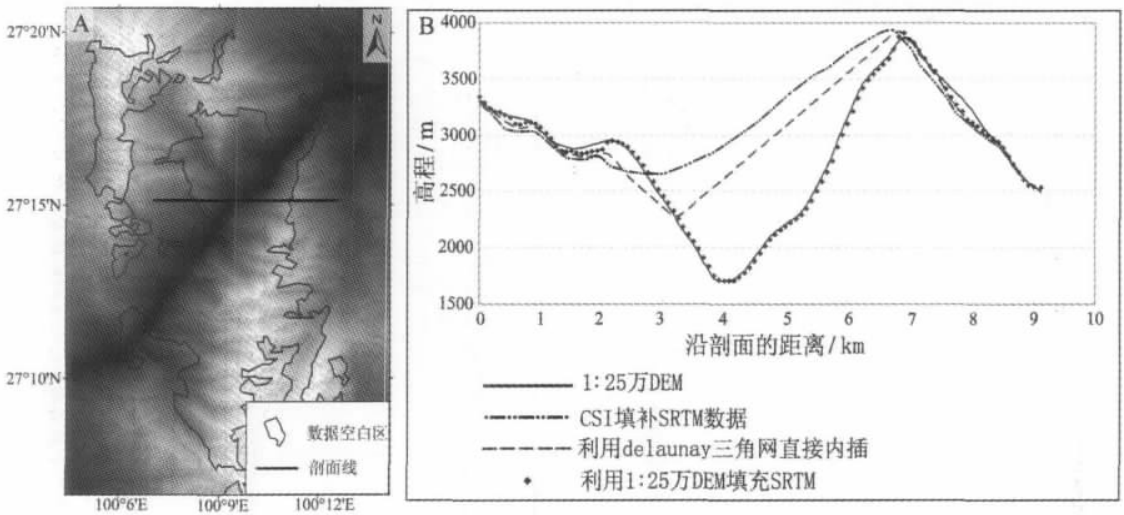 A
N
27°20′N
27°15′N
27°10′N
100°6′E 100°9′E 100°12′E
数据空白区
剖面线
B
4000
3500
3000
2500
2000
1500
高程/m
0 1 2 3 4 5 6 7 8 9 10
沿剖面的距离/km
1:25万DEM
CSI填补SRTM数据
利用delaunay三角网直接内插
利用1:25万DEM填充SRTM